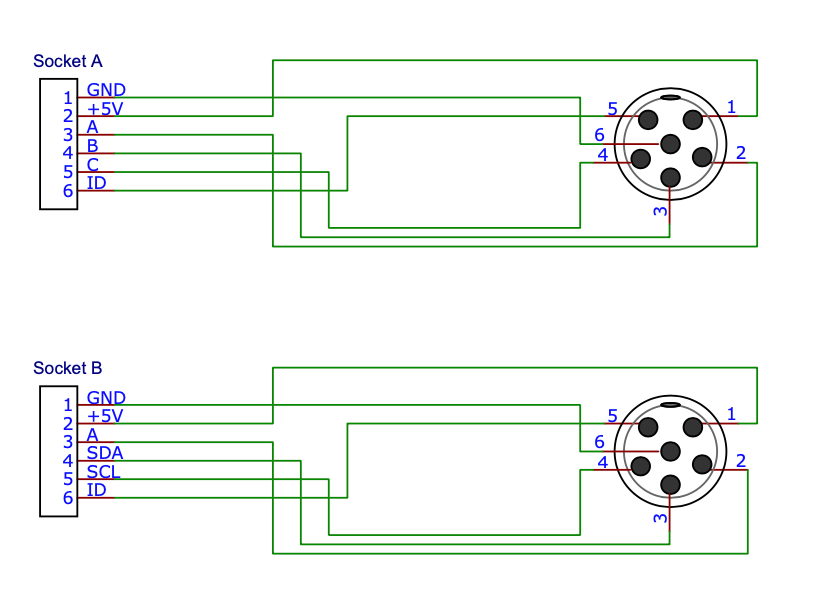 Socket A
1 GND
2 +5V
3 A
4 B
5 C
6 ID
5 1
6
4 2
3
Socket B
1 GND
2 +5V
3 A
4 SDA
5 SCL
6 ID
5 1
6
4 2
3